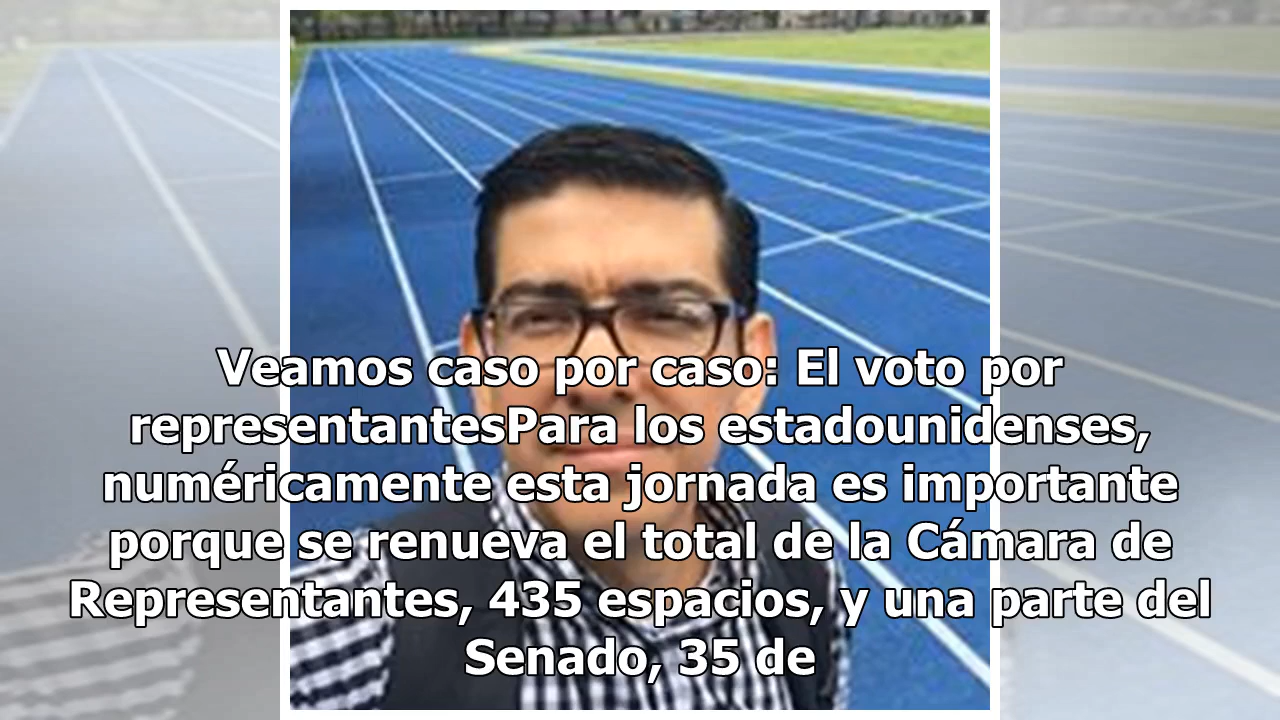 Veamos caso por caso: El voto por
representantesPara los estadounidenses,
numéricamente esta jornada es importante
porque se renueva el total de la Cámara de
Representantes, 435 espacios, y una parte del
Senado, 35 de